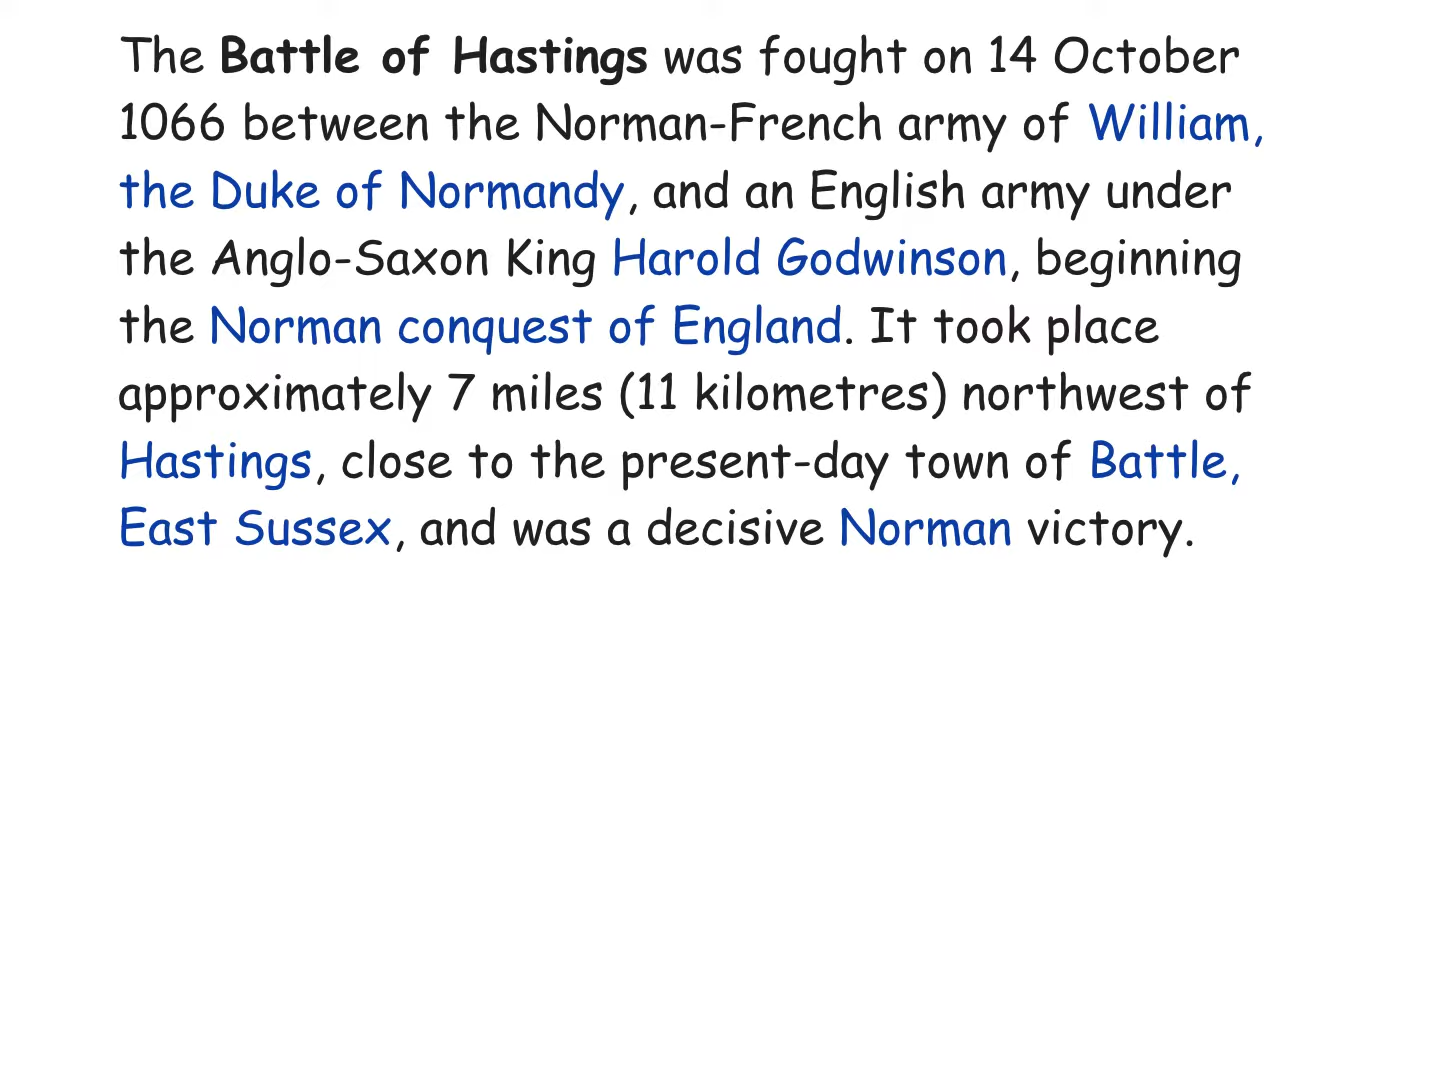 The Battle of Hastings was fought on 14 October
1066 between the Norman-French army of William,
the Duke of Normandy, and an English army under
the Anglo-Saxon King Harold Godwinson, beginning
the Norman conquest of England. It took place
approximately 7 miles (11 kilometres) northwest of
Hastings, close to the present-day town of Battle,
East Sussex, and was a decisive Norman victory.